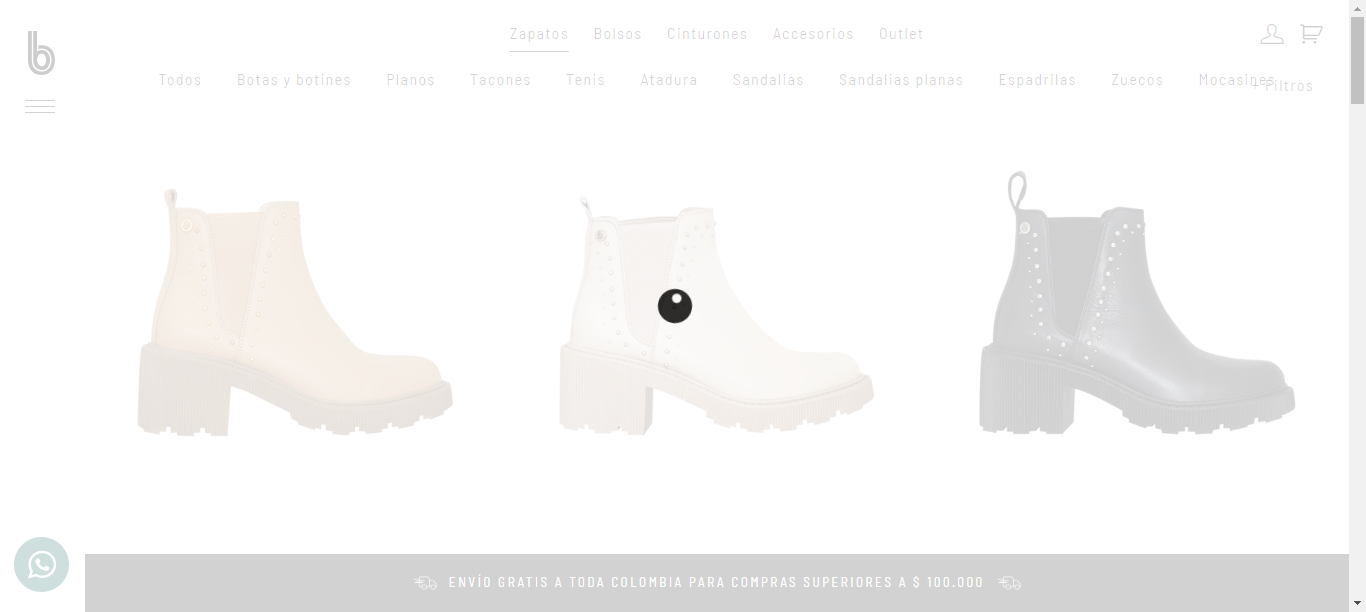 Zapatos Bolsos Cinturones Accesorios Outlet
Todos Botas y botines Planos Tacones Tenis Atadura Sandalias Sandalias planas Espadrilas Zuecos Mocasines
+ Filtros
b
ENVÍO GRATIS A TODA COLOMBIA PARA COMPRAS SUPERIORES A $ 100.000